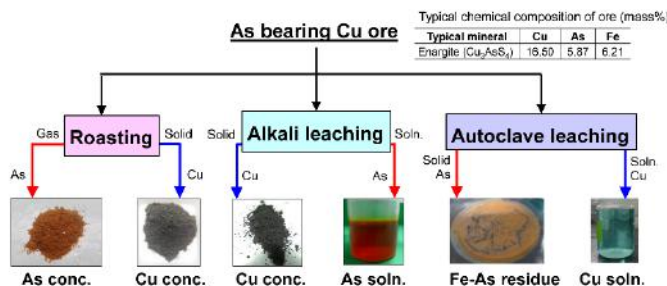 Typical chemical composition of ore (mass%)
As bearing Cu ore
Typical mineral Cu As Fe
Enargite (Cu3AsS4) 16.50 5.87 6.21
Gas Roasting Solid
Solid Alkali leaching Soln.
Autoclave leaching
Solid
As
Soln.
Cu
As
Cu
Cu
As
As conc. Cu conc. Cu conc. As soln. Fe-As residue Cu soln.